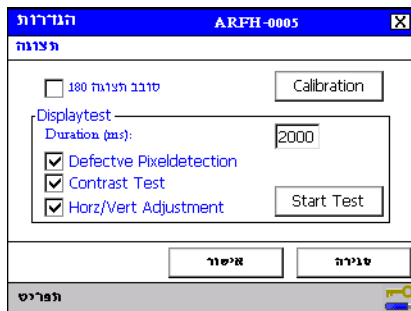 הגדרות ARFH-0005
תצוגה
סובב תצוגה 180
Calibration
Displaytest
Duration (ms): 2000
Defectve Pixeldetection
Contrast Test
Horz/Vert Adjustment
Start Test
אישור
סגירה
תפריט